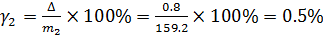 γ₂ = Δ/m₂ × 100% = 0.8/159.2 × 100% = 0.5%